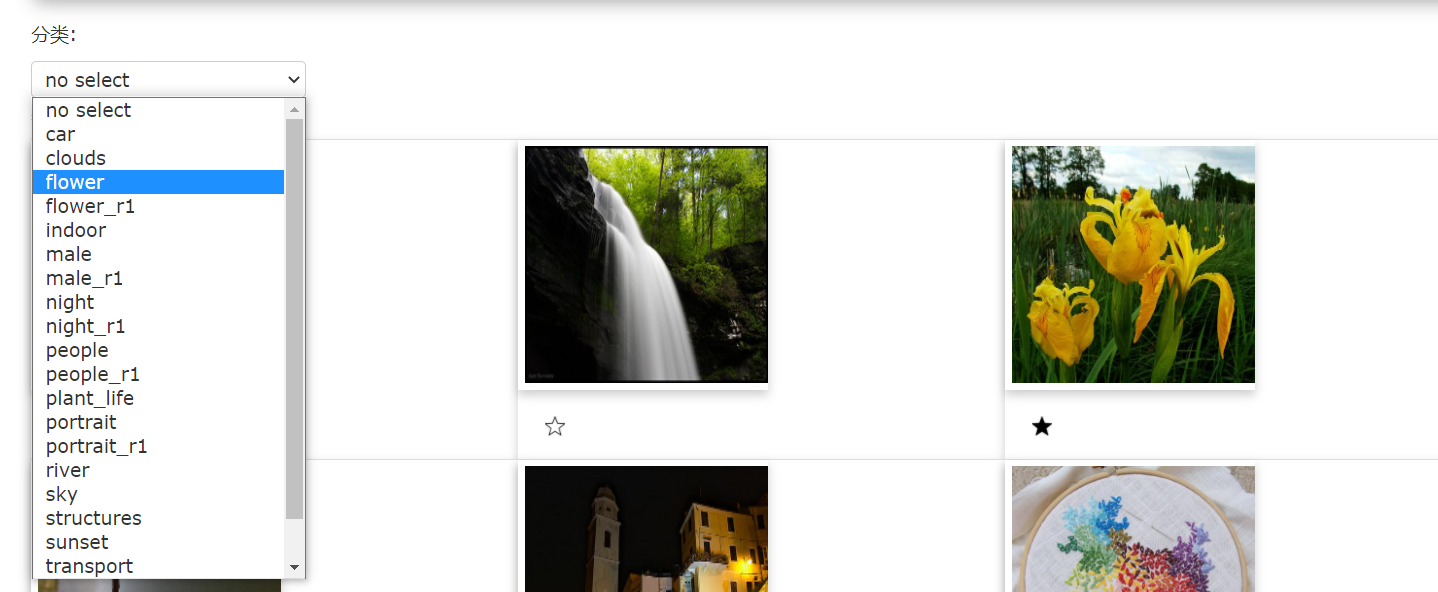 分类:
no select
no select
car
clouds
flower
flower_r1
indoor
male
male_r1
night
night_r1
people
people_r1
plant_life
portrait
portrait_r1
river
sky
structures
sunset
transport